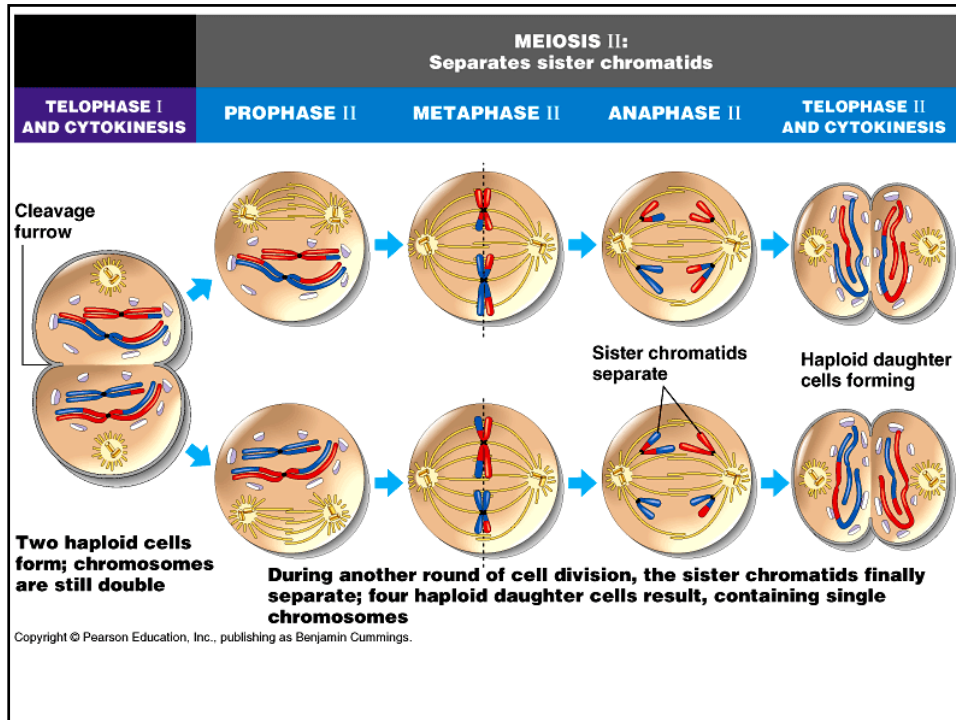 MEIOSIS II:
Separates sister chromatids
TELOPHASE I
AND CYTOKINESIS
PROPHASE II
METAPHASE II
ANAPHASE II
TELOPHASE II
AND CYTOKINESIS
Cleavage
furrow
Sister chromatids
separate
Haploid daughter
cells forming
Two haploid cells
form; chromosomes
are still double
During another round of cell division, the sister chromatids finally
separate; four haploid daughter cells result, containing single
chromosomes
Copyright © Pearson Education, Inc., publishing as Benjamin Cummings.